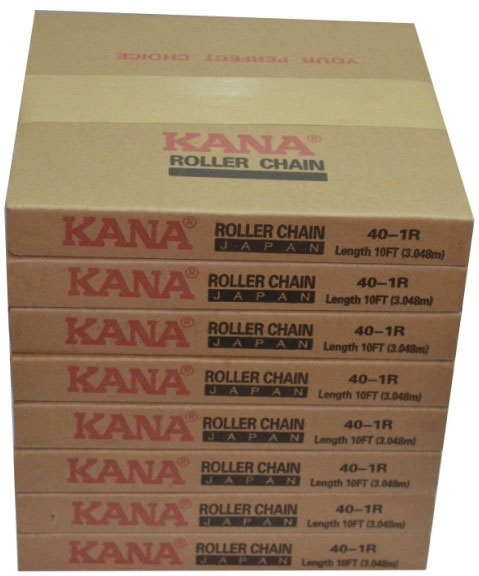 YOUR PERFECT CHOICE
KANA®
ROLLER CHAIN
KANA® ROLLER CHAIN 40-1R
JAPAN Length 10FT (3.048m)
KANA® ROLLER CHAIN 40-1R
JAPAN Length 10FT (3.048m)
KANA® ROLLER CHAIN 40-1R
JAPAN Length 10FT (3.048m)
KANA® ROLLER CHAIN 40-1R
JAPAN Length 10FT (3.048m)
KANA® ROLLER CHAIN 40-1R
JAPAN Length 10FT (3.048m)
KANA® ROLLER CHAIN 40-1R
JAPAN Length 10FT (3.048m)
KANA® ROLLER CHAIN 40-1R
JAPAN Length 10FT (3.048m)
KANA® ROLLER CHAIN 40-1R
JAPAN Length 10FT (3.048m)